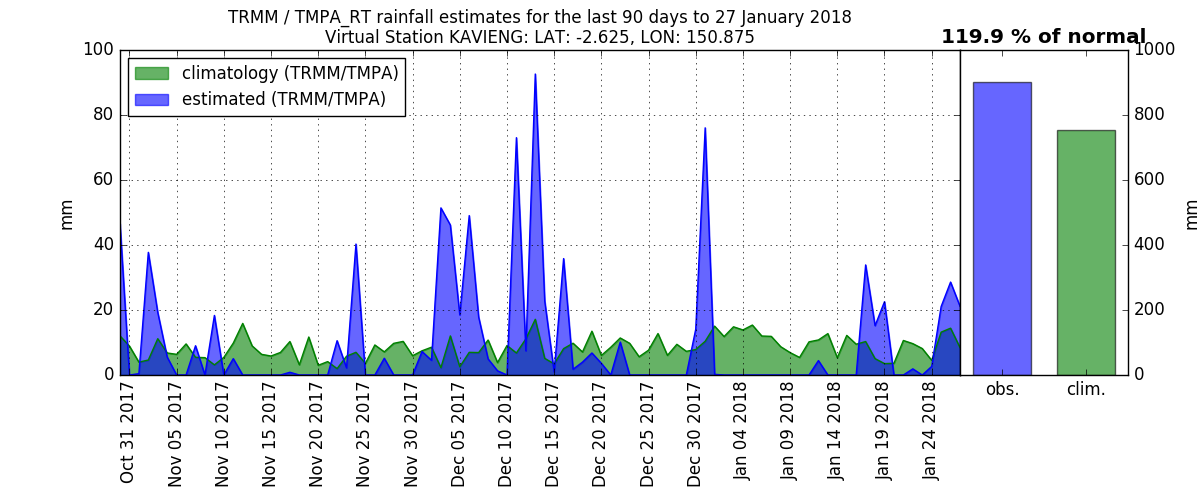 TRMM / TMPA_RT rainfall estimates for the last 90 days to 27 January 2018
Virtual Station KAVIENG: LAT: -2.625, LON: 150.875
119.9 % of normal
climatology (TRMM/TMPA)
estimated (TRMM/TMPA)
mm
100
80
60
40
20
0
Oct 31 2017
Nov 05 2017
Nov 10 2017
Nov 15 2017
Nov 20 2017
Nov 25 2017
Nov 30 2017
Dec 05 2017
Dec 10 2017
Dec 15 2017
Dec 20 2017
Dec 25 2017
Dec 30 2017
Jan 04 2018
Jan 09 2018
Jan 14 2018
Jan 19 2018
Jan 24 2018
obs.
clim.
1000
800
600
400
200
0
mm